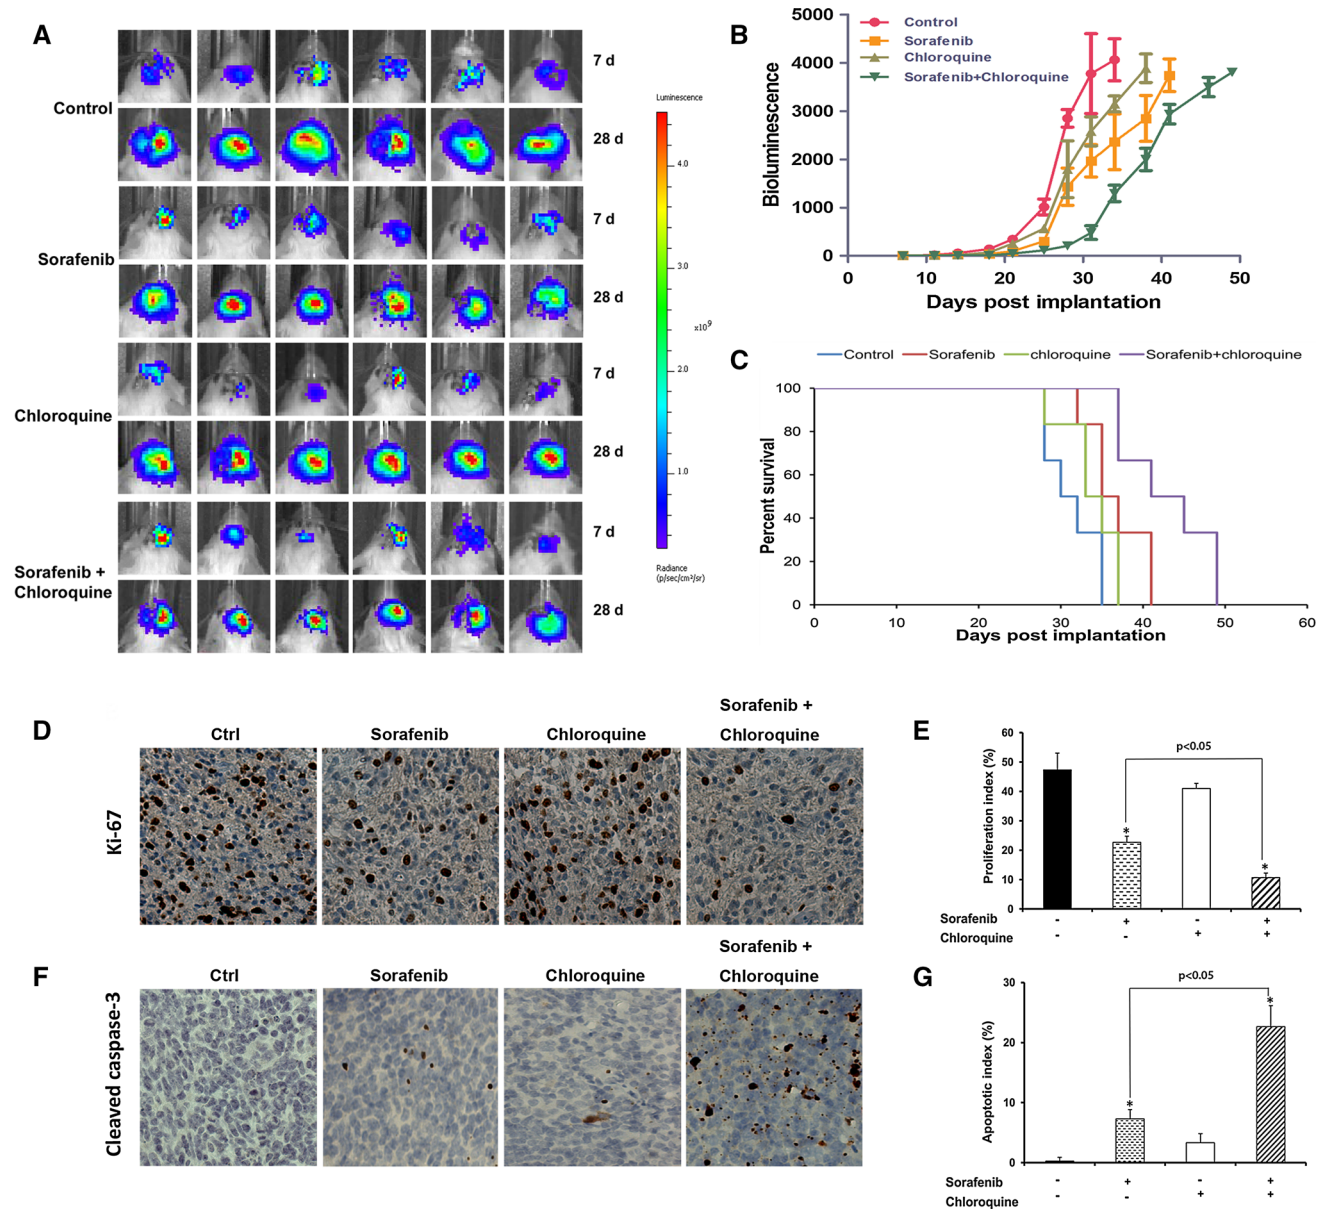 A
Control
7 d
28 d
Sorafenib
7 d
28 d
Chloroquine
7 d
28 d
Sorafenib +
Chloroquine
7 d
28 d
Luminescence
4.0
3.0
x10^9
2.0
1.0
Radiance
(p/sec/cm²/sr)
B
Control
Sorafenib
Chloroquine
Sorafenib+Chloroquine
Bioluminescence
5000
4000
3000
2000
1000
0
0 10 20 30 40 50
Days post implantation
C
Control Sorafenib chloroquine Sorafenib+chloroquine
Percent survival
100
80
60
40
20
0
0 10 20 30 40 50 60
Days post implantation
D
Ctrl
Sorafenib
Chloroquine
Sorafenib +
Chloroquine
Ki-67
E
Proliferation index (%)
60
50
40
30
20
10
0
p<0.05
* *
Sorafenib - + - +
Chloroquine - - + +
F
Ctrl
Sorafenib
Chloroquine
Sorafenib +
Chloroquine
Cleaved caspase-3
G
Apoptotic index (%)
30
20
10
0
p<0.05
* *
Sorafenib - + - +
Chloroquine - - + +